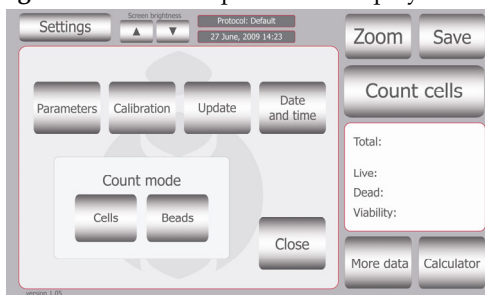 Settings
Screen brightness
▲ ▼
Protocol: Default
27 June, 2009 14:23
Zoom
Save
Count cells
Parameters
Calibration
Update
Date
and time
Count mode
Cells
Beads
Close
Total:
Live:
Dead:
Viability:
More data
Calculator
version 1.05